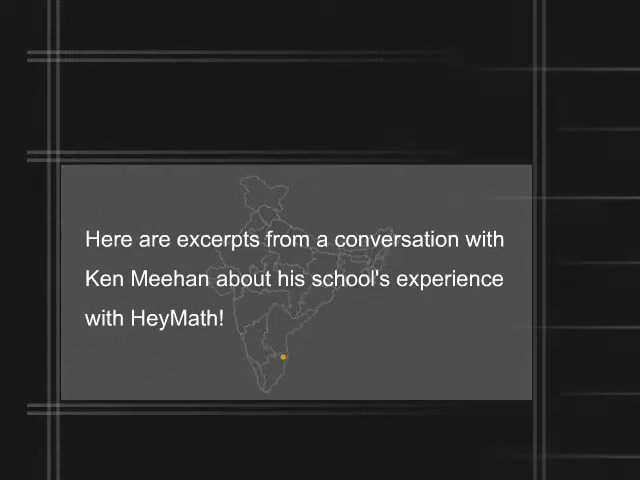 Here are excerpts from a conversation with
Ken Meehan about his school's experience
with HeyMath!